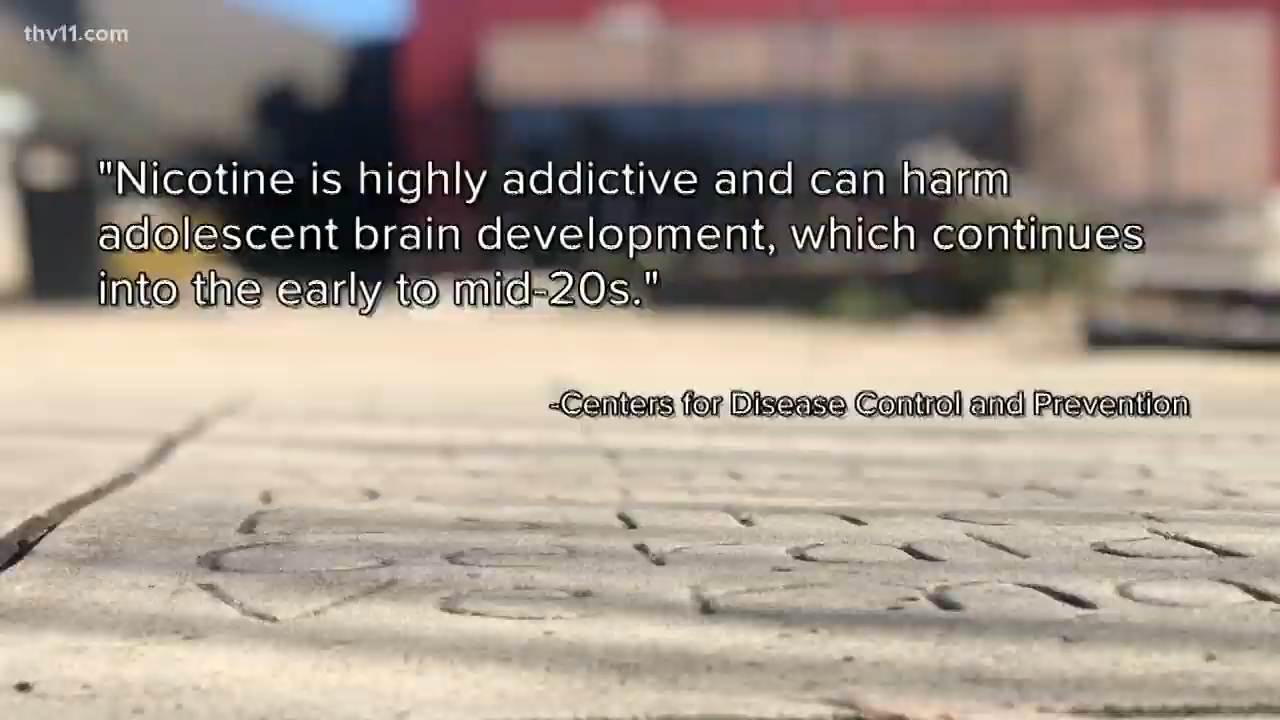 thv11.com
"Nicotine is highly addictive and can harm
adolescent brain development, which continues
into the early to mid-20s."
-Centers for Disease Control and Prevention